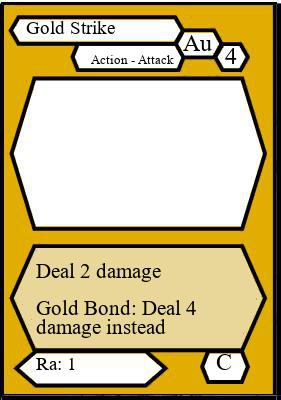 Gold Strike
Au
Action - Attack
4
Deal 2 damage
Gold Bond: Deal 4
damage instead
Ra: 1
C